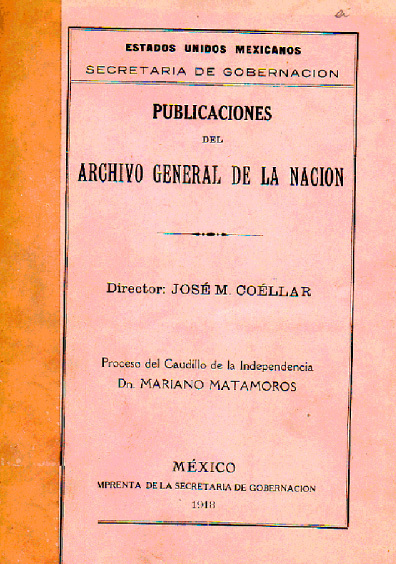 ESTADOS UNIDOS MEXICANOS
SECRETARIA DE GOBERNACION
PUBLICACIONES
DEL
ARCHIVO GENERAL DE LA NACION
Director: JOSÉ M. COÉLLAR
Proceso del Caudillo de la Independencia
Dn. MARIANO MATAMOROS
MÉXICO
MPRENTA DE LA SECRETARIA DE GOBERNACION
1918